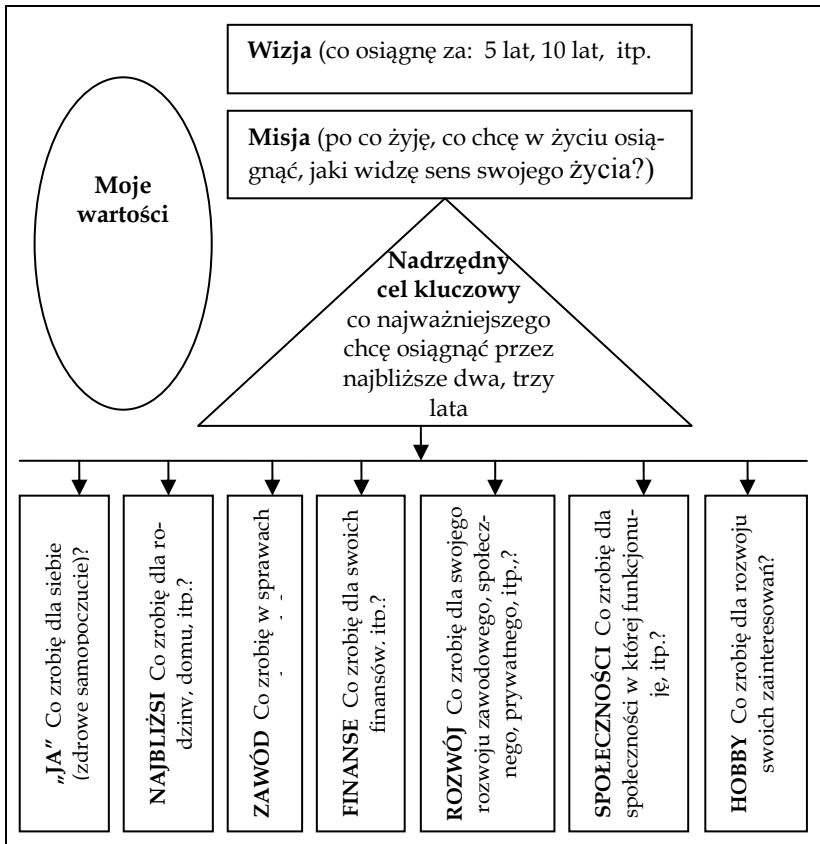 Wizja (co osiągnę za: 5 lat, 10 lat, itp.
Misja (po co żyję, co chcę w życiu osią-
gnąć, jaki widzę sens swojego życia?)
Moje
wartości
Nadrzędny
cel kluczowy
co najważniejszego
chcę osiągnąć przez
najbliższe dwa, trzy
lata
„JA” Co zrobię dla siebie
(zdrowe samopoczucie)?
NAJBLIŻSI Co zrobię dla ro-
dziny, domu, itp.?
ZAWÓD Co zrobię w sprawach
FINANSE Co zrobię dla swoich
finansów, itp.?
ROZWÓJ Co zrobię dla swojego
rozwoju zawodowego, społecz-
nego, prywatnego, itp.,?
SPOŁECZNOŚCI Co zrobię dla
społeczności w której funkcjonu-
ję, itp.?
HOBBY Co zrobię dla rozwoju
swoich zainteresowań?